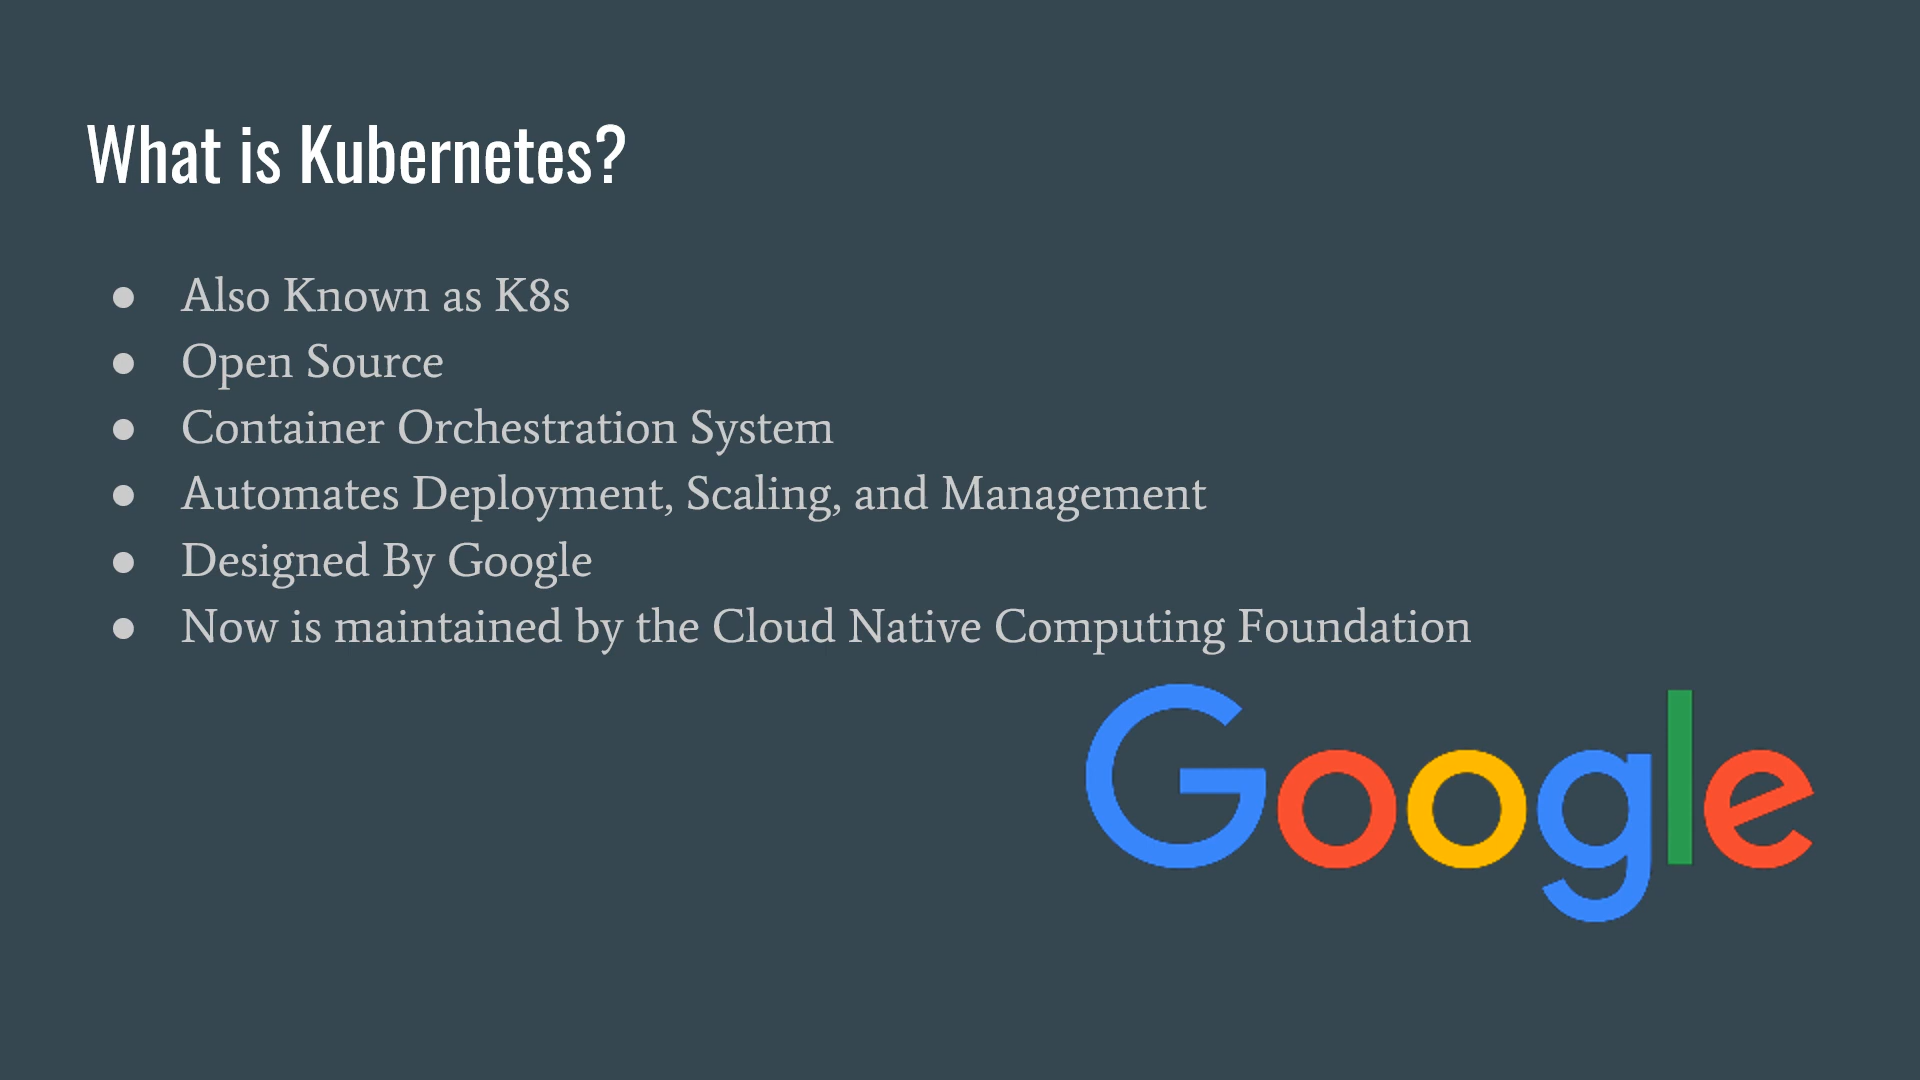 What is Kubernetes?
● Also Known as K8s
● Open Source
● Container Orchestration System
● Automates Deployment, Scaling, and Management
● Designed By Google
● Now is maintained by the Cloud Native Computing Foundation
Google